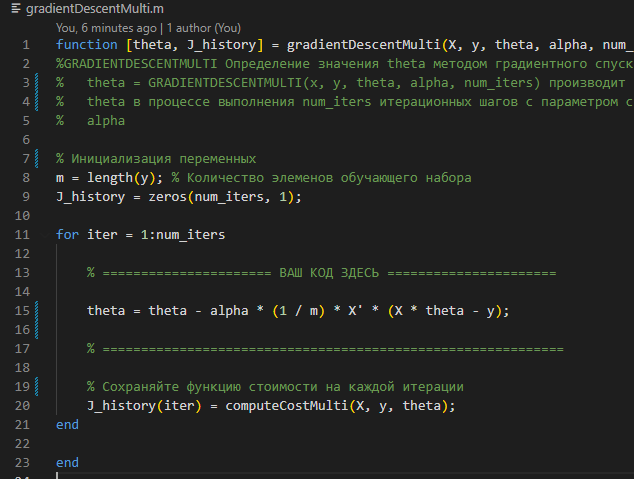 gradientDescentMulti.m
You, 6 minutes ago | 1 author (You)
1 function [theta, J_history] = gradientDescentMulti(X, y, theta, alpha, num_
2 %GRADIENTDESCENTMULTI Определение значения theta методом градиентного спуск
3 %   theta = GRADIENTDESCENTMULTI(x, y, theta, alpha, num_iters) производит
4 %   theta в процессе выполнения num_iters итерационных шагов с параметром с
5 %   alpha
6
7 % Инициализация переменных
8 m = length(y); % Количество элеменов обучающего набора
9 J_history = zeros(num_iters, 1);
10
11 for iter = 1:num_iters
12
13     % ====================== ВАШ КОД ЗДЕСЬ ======================
14
15     theta = theta - alpha * (1 / m) * X' * (X * theta - y);
16
17     % ============================================================
18
19     % Сохраняйте функцию стоимости на каждой итерации
20     J_history(iter) = computeCostMulti(X, y, theta);
21 end
22
23 end
24